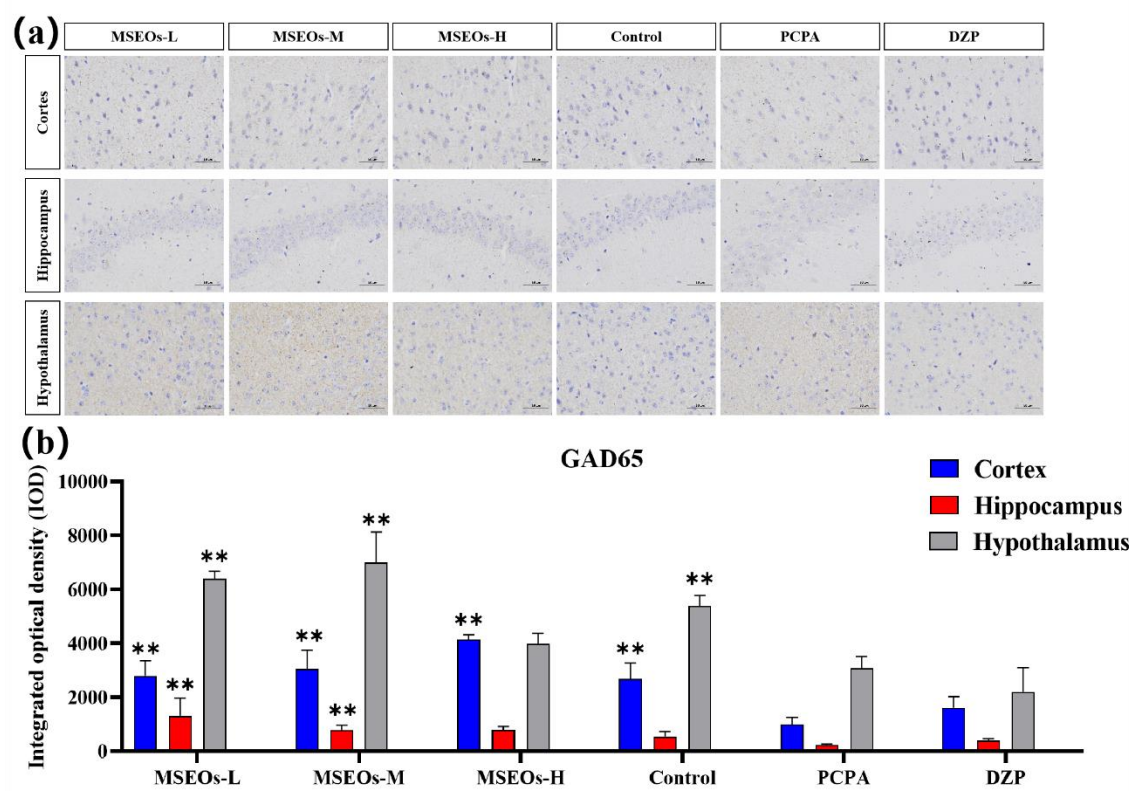 (a)
MSEOs-L MSEOs-M MSEOs-H Control PCPA DZP
Cortes
Hippocampus
Hypothalamus
(b)
GAD65
Integrated optical density (IOD)
10000
8000
6000
4000
2000
0
Cortex
Hippocampus
Hypothalamus
** ** **
** ** **
**
** **
MSEOs-L MSEOs-M MSEOs-H Control PCPA DZP